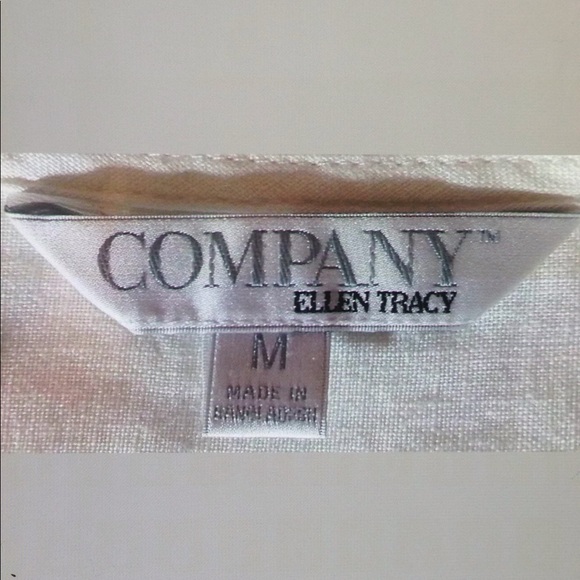 COMPANY™
ELLEN TRACY
M
MADE IN
BANGLADESH